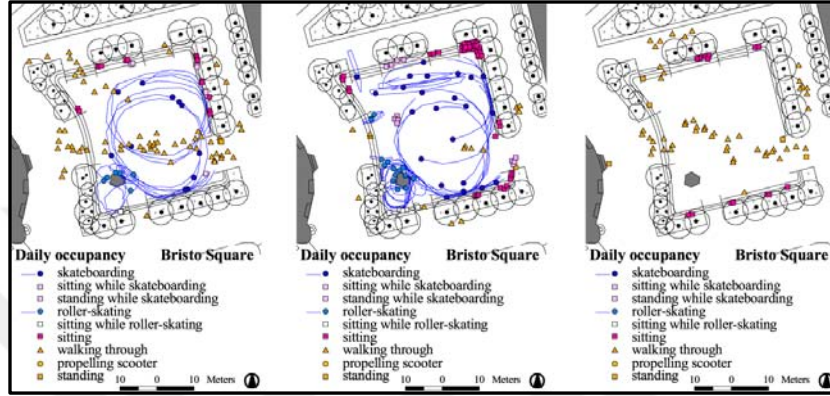 Daily occupancy Bristo Square
skateboarding
sitting while skateboarding
standing while skateboarding
roller-skating
sitting while roller-skating
sitting
walking through
propelling scooter
standing
10 0 10 Meters
Daily occupancy Bristo Square
skateboarding
sitting while skateboarding
standing while skateboarding
roller-skating
sitting while roller-skating
sitting
walking through
propelling scooter
standing
10 0 10 Meters
Daily occupancy Bristo Square
skateboarding
sitting while skateboarding
standing while skateboarding
roller-skating
sitting while roller-skating
sitting
walking through
propelling scooter
standing
10 0 10 Meters